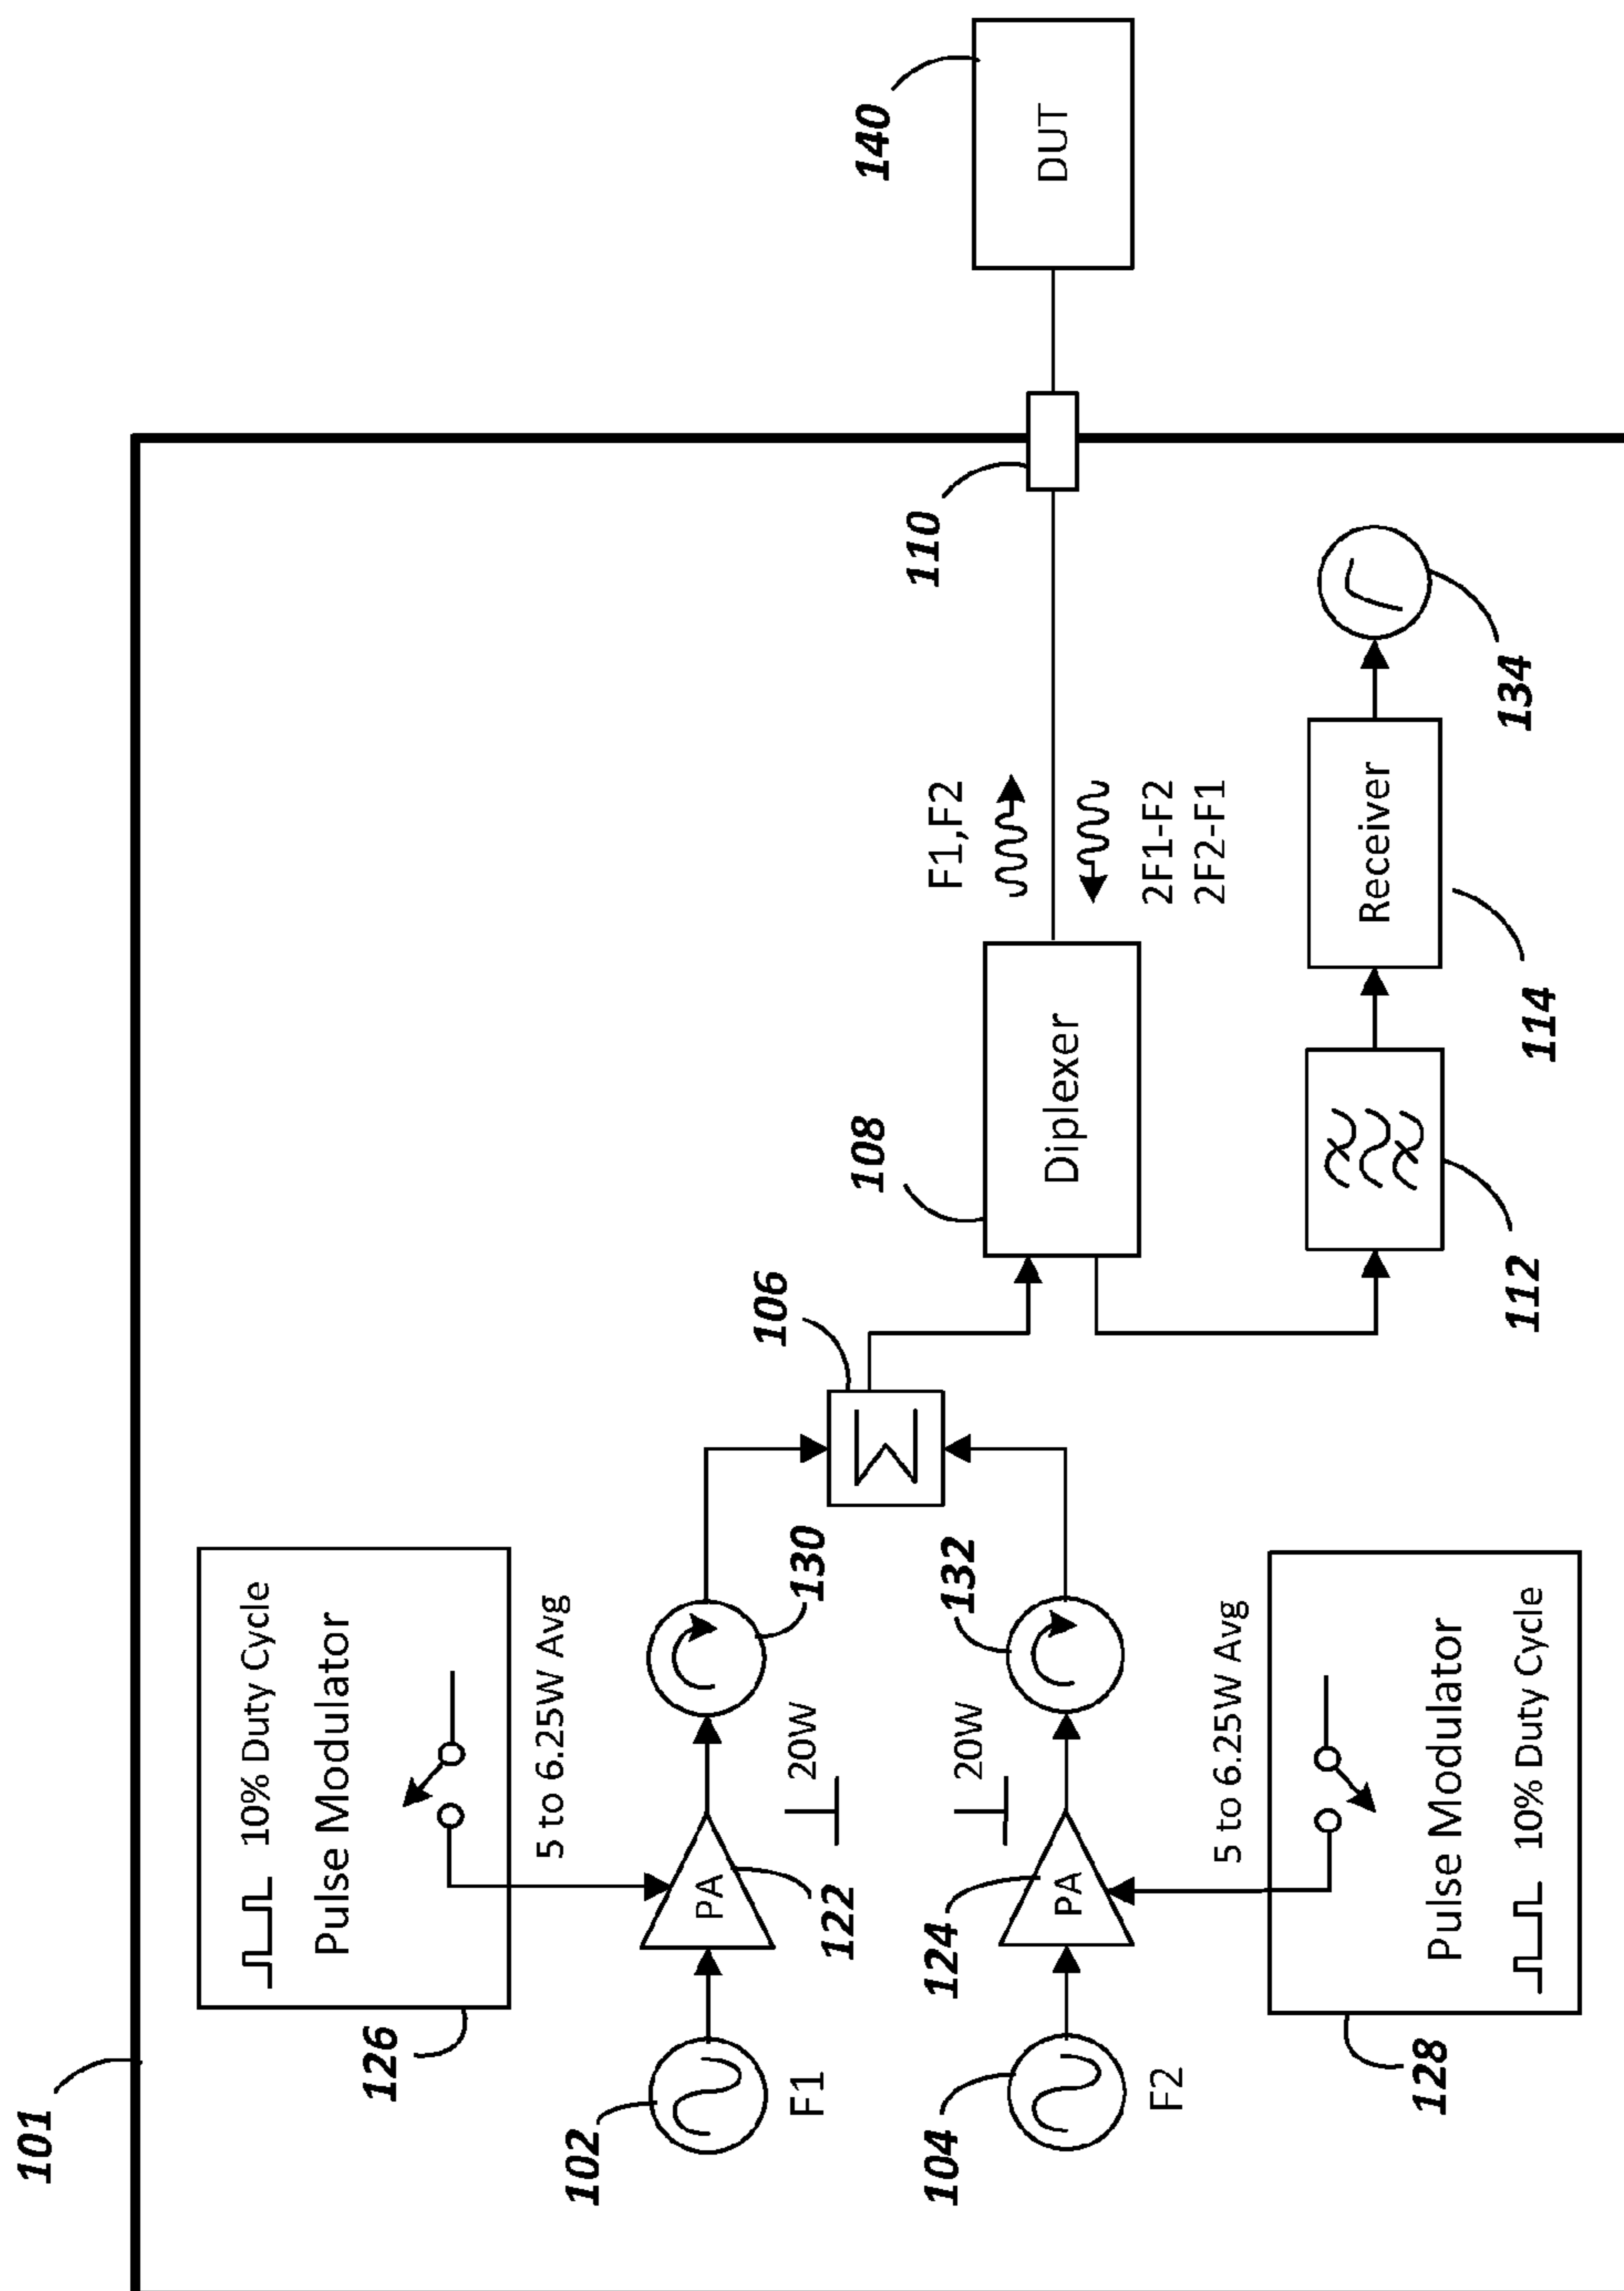 101
126
10% Duty Cycle
Pulse Modulator
5 to 6.25W Avg
102
F1
PA
122
20W
130
106
Σ
104
F2
PA
124
20W
132
5 to 6.25W Avg
Pulse Modulator
10% Duty Cycle
128
108
Diplexer
F1,F2
2F1-F2
2F2-F1
110
140
DUT
112
Receiver
114
134